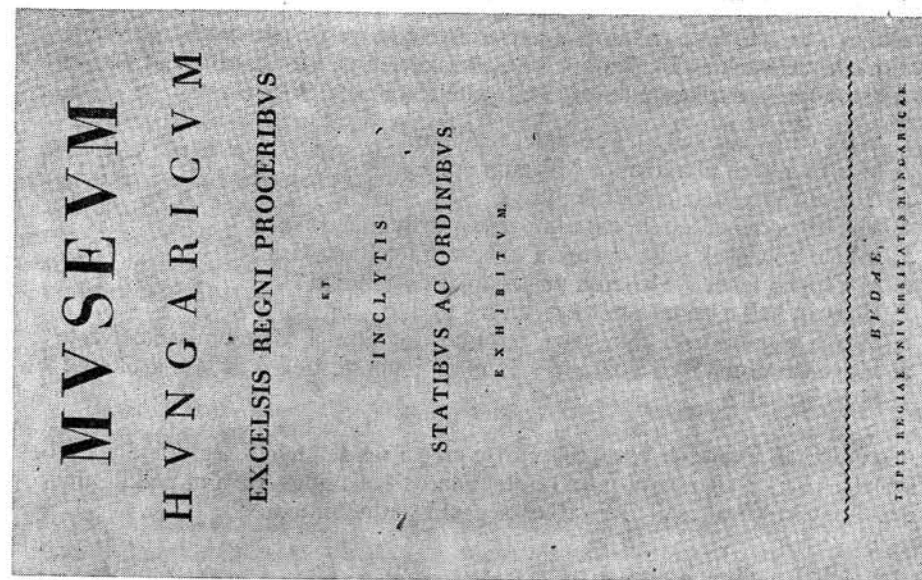 MVSEVM
HVNGARICVM
EXCELSIS REGNI PROCERIBVS
ET
INCLYTIS
STATIBVS AC ORDINIBVS
EXHIBITVM.
BVDAE,
TYPIS REGIAE VNIVERSITATIS HVNGARICAE.